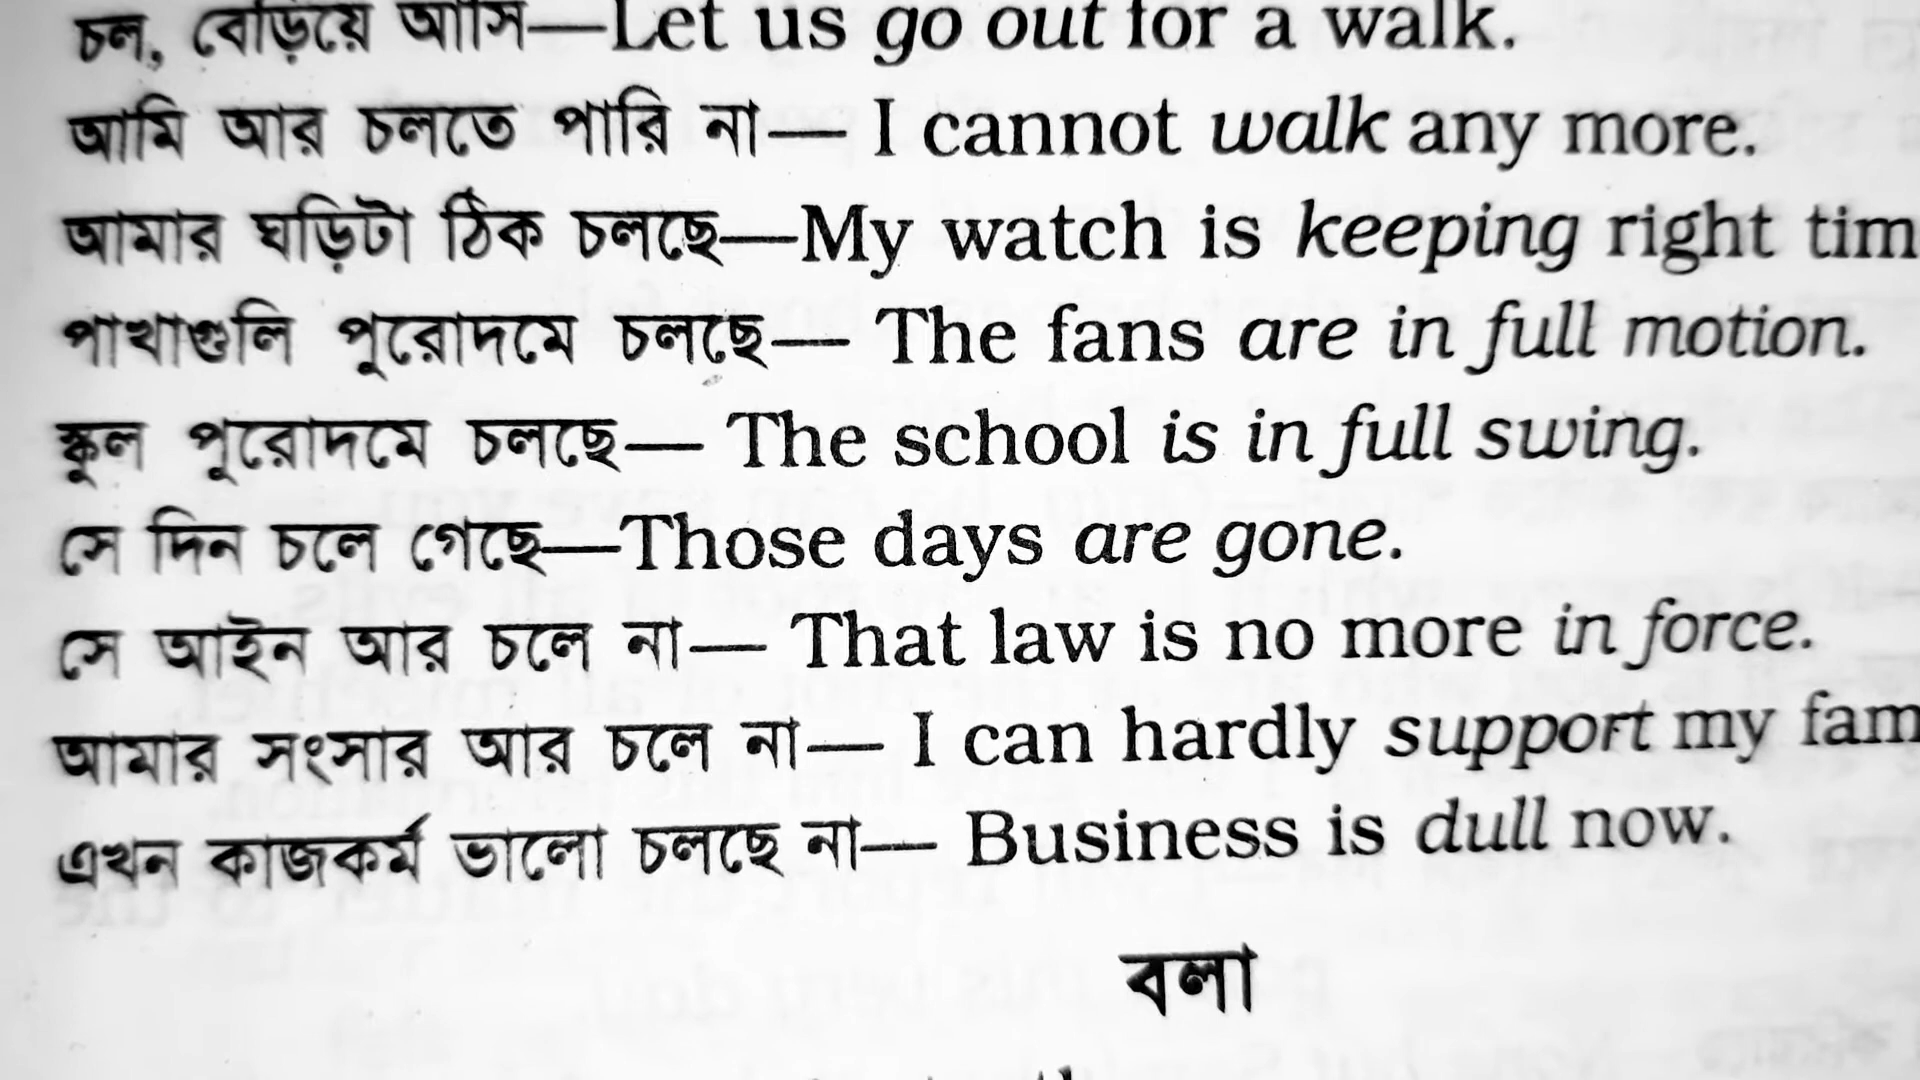 চল, বেড়িয়ে আসি—Let us go out for a walk.
আমি আর চলতে পারি না— I cannot walk any more.
আমার ঘড়িটা ঠিক চলছে—My watch is keeping right tim
পাখাগুলি পুরোদমে চলছে— The fans are in full motion.
স্কুল পুরোদমে চলছে— The school is in full swing.
সে দিন চলে গেছে—Those days are gone.
সে আইন আর চলে না— That law is no more in force.
আমার সংসার আর চলে না— I can hardly support my fam
এখন কাজকর্ম ভালো চলছে না— Business is dull now.
বলা